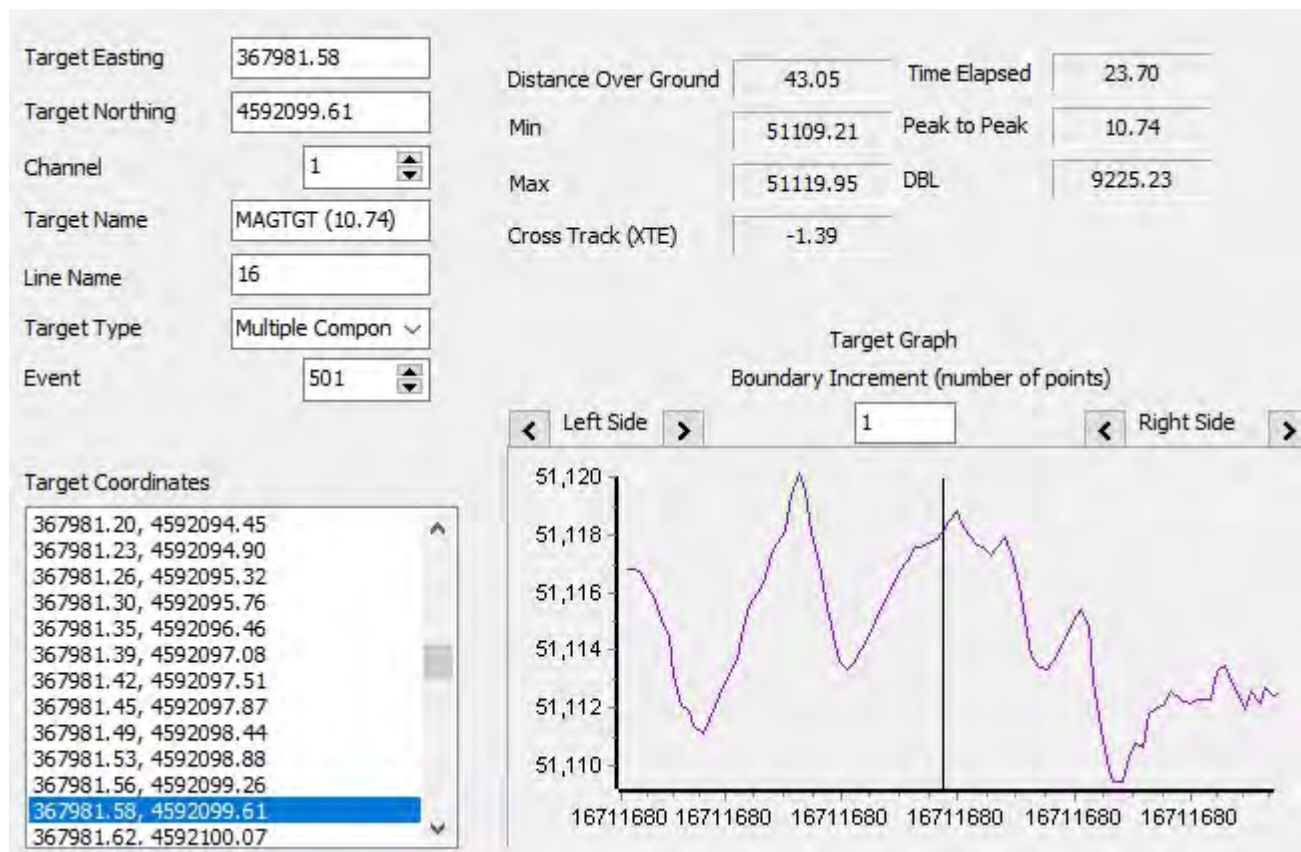 Target Easting 367981.58
Target Northing 4592099.61
Channel 1
Target Name MAGTGT (10.74)
Line Name 16
Target Type Multiple Compon
Event 501
Distance Over Ground 43.05 Time Elapsed 23.70
Min 51109.21 Peak to Peak 10.74
Max 51119.95 DBL 9225.23
Cross Track (XTE) -1.39
Target Graph
Boundary Increment (number of points)
< Left Side > 1 < Right Side >
Target Coordinates
367981.20, 4592094.45
367981.23, 4592094.90
367981.26, 4592095.32
367981.30, 4592095.76
367981.35, 4592096.46
367981.39, 4592097.08
367981.42, 4592097.51
367981.45, 4592097.87
367981.49, 4592098.44
367981.53, 4592098.88
367981.56, 4592099.26
367981.58, 4592099.61
367981.62, 4592100.07
51,120
51,118
51,116
51,114
51,112
51,110
16711680 16711680 16711680 16711680 16711680 16711680